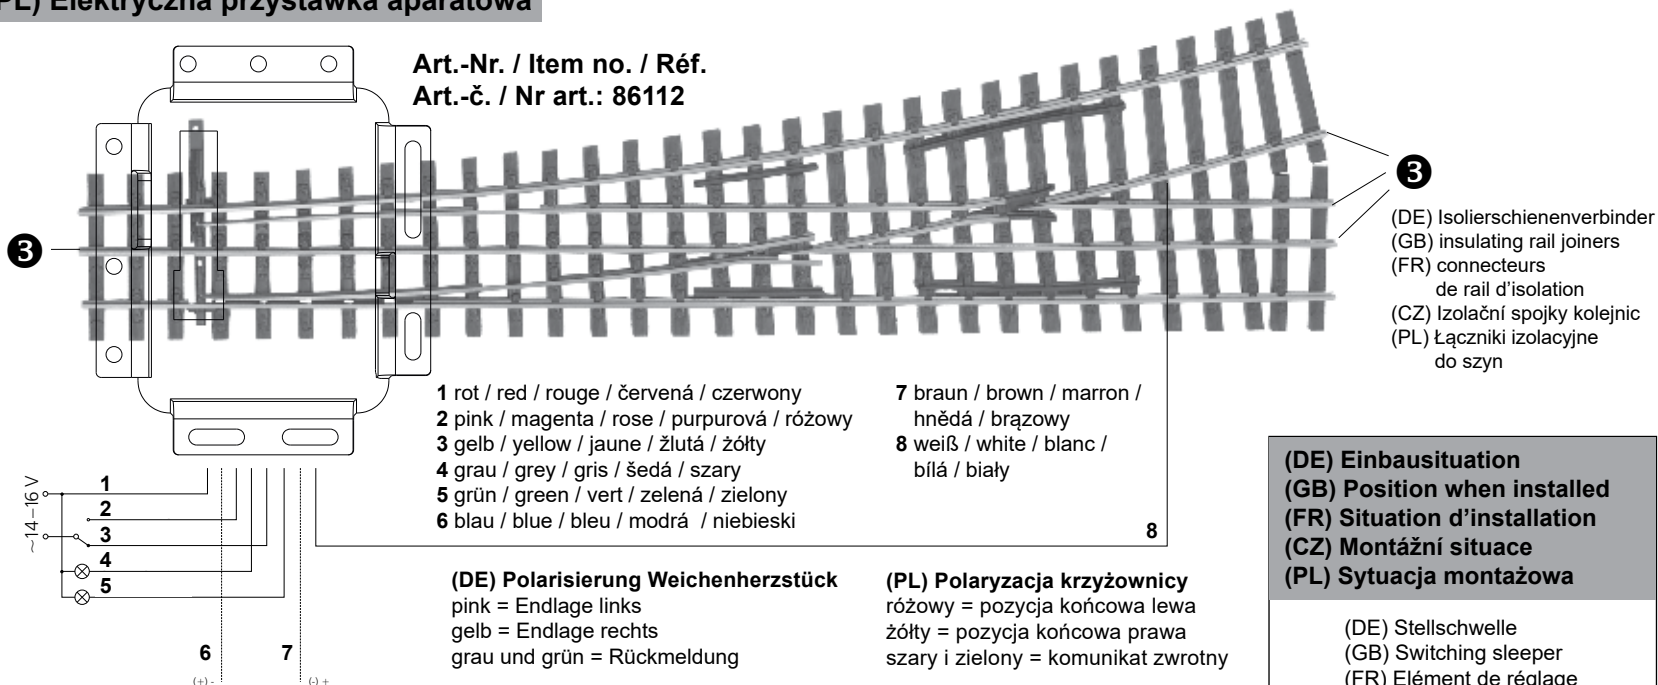 PL) Elektryczna przystawka aparatowa
Art.-Nr. / Item no. / Réf.
Art.-č. / Nr art.: 86112
3
3
(DE) Isolierschienenverbinder
(GB) insulating rail joiners
(FR) connecteurs
de rail d’isolation
(CZ) Izolační spojky kolejnic
(PL) Łączniki izolacyjne
do szyn
1 rot / red / rouge / červená / czerwony
2 pink / magenta / rose / purpurová / różowy
3 gelb / yellow / jaune / žlutá / żółty
4 grau / grey / gris / šedá / szary
5 grün / green / vert / zelená / zielony
6 blau / blue / bleu / modrá / niebieski
7 braun / brown / marron /
hnědá / brązowy
8 weiß / white / blanc /
bílá / biały
~14–16 V
1
2
3
4
5
6
7
8
(+) -
(-) +
(DE) Polarisierung Weichenherzstück
pink = Endlage links
gelb = Endlage rechts
grau und grün = Rückmeldung
(PL) Polaryzacja krzyżownicy
różowy = pozycja końcowa lewa
żółty = pozycja końcowa prawa
szary i zielony = komunikat zwrotny
(DE) Einbausituation
(GB) Position when installed
(FR) Situation d’installation
(CZ) Montážní situace
(PL) Sytuacja montażowa
(DE) Stellschwelle
(GB) Switching sleeper
(FR) Elément de réglage